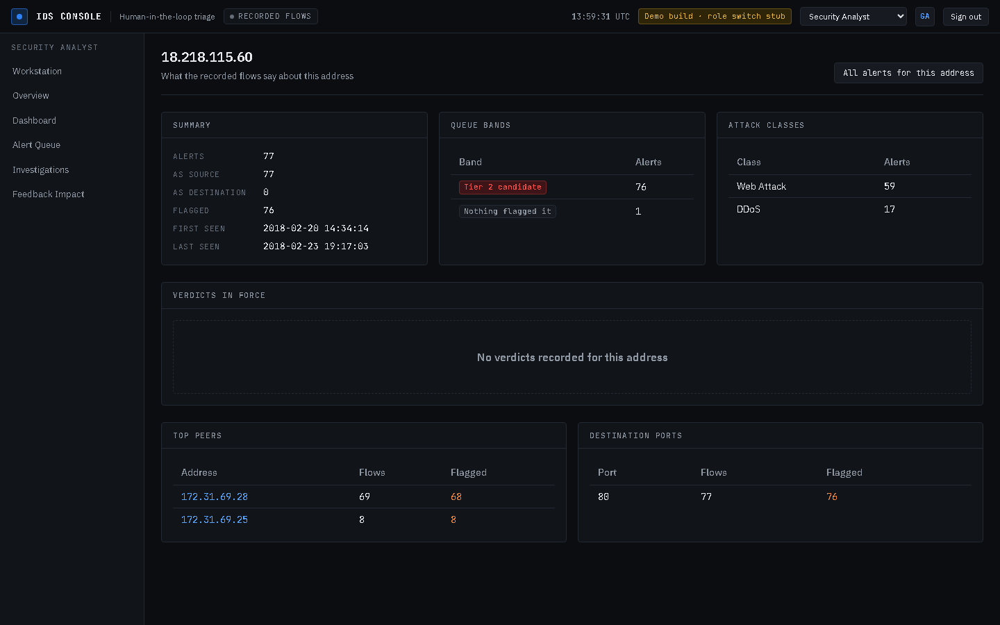 IDS CONSOLE Human-in-the-loop triage RECORDED FLOWS 13:59:31 UTC Demo build · role switch stub Security Analyst GA Sign out
SECURITY ANALYST
Workstation
Overview
Dashboard
Alert Queue
Investigations
Feedback Impact
18.218.115.60
What the recorded flows say about this address
All alerts for this address
SUMMARY
ALERTS 77
AS SOURCE 77
AS DESTINATION 0
FLAGGED 76
FIRST SEEN 2018-02-20 14:34:14
LAST SEEN 2018-02-23 19:17:03
QUEUE BANDS
Band Alerts
Tier 2 candidate 76
Nothing flagged it 1
ATTACK CLASSES
Class Alerts
Web Attack 59
DDoS 17
VERDICTS IN FORCE
No verdicts recorded for this address
TOP PEERS
Address Flows Flagged
172.31.69.28 69 68
172.31.69.25 8 8
DESTINATION PORTS
Port Flows Flagged
80 77 76